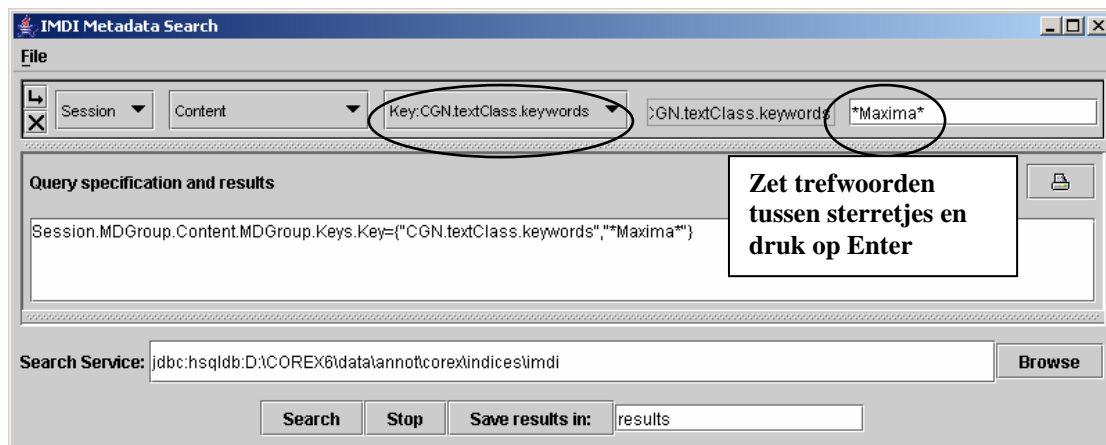 IMDI Metadata Search
File
Session Content Key:CGN.textClass.keywords CGN.textClass.keywords *Maxima*
Query specification and results
Zet trefwoorden
tussen sterretjes en
druk op Enter
Session.MDGroup.Content.MDGroup.Keys.Key={"CGN.textClass.keywords","*Maxima*"}
Search Service: jdbc:hsqldb:D:\COREX6\data\annot\corex\indices\imdi Browse
Search Stop Save results in: results